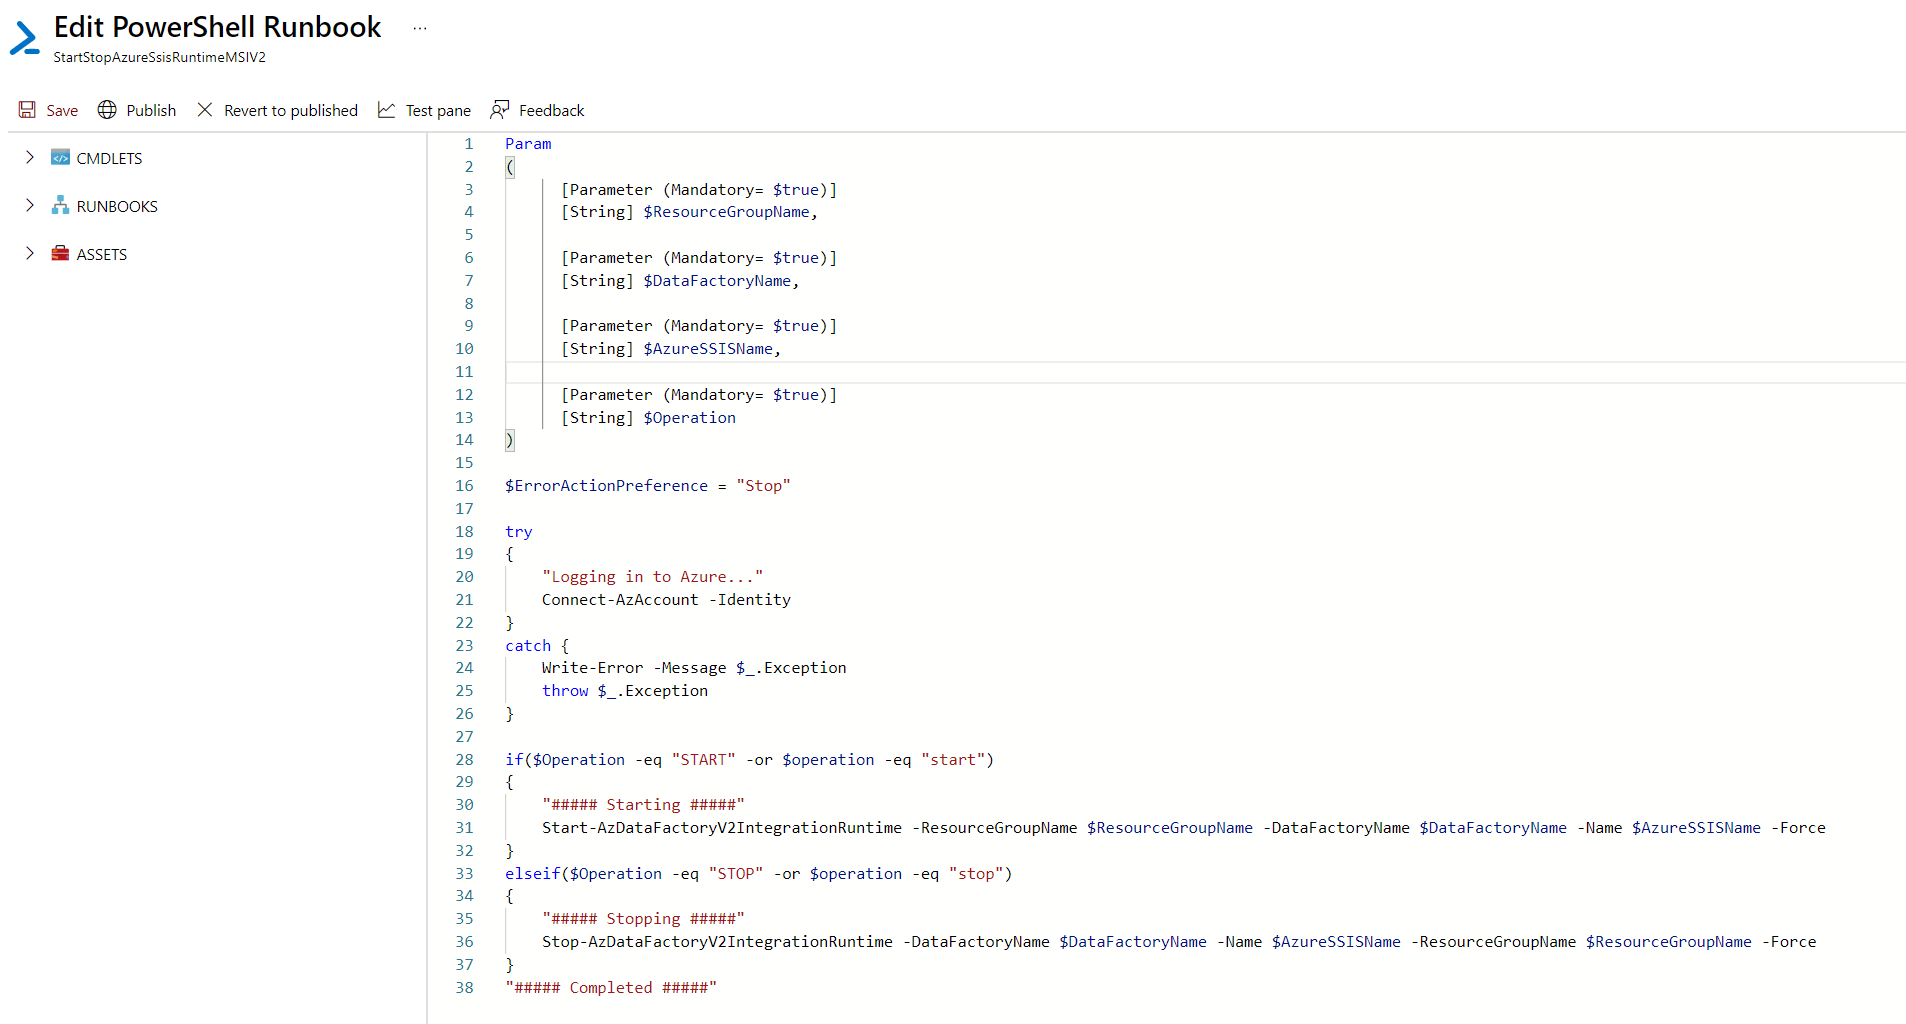 Edit PowerShell Runbook ...
StartStopAzureSsisRuntimeMSIV2
Save Publish Revert to published Test pane Feedback
CMDLETS
RUNBOOKS
ASSETS
1 Param
2 (
3 [Parameter (Mandatory= $true)]
4 [String] $ResourceGroupName,
5
6 [Parameter (Mandatory= $true)]
7 [String] $DataFactoryName,
8
9 [Parameter (Mandatory= $true)]
10 [String] $AzureSSISName,
11
12 [Parameter (Mandatory= $true)]
13 [String] $Operation
14 )
15
16 $ErrorActionPreference = "Stop"
17
18 try
19 {
20 "Logging in to Azure..."
21 Connect-AzAccount -Identity
22 }
23 catch {
24 Write-Error -Message $_.Exception
25 throw $_.Exception
26 }
27
28 if($Operation -eq "START" -or $operation -eq "start")
29 {
30 "##### Starting #####"
31 Start-AzDataFactoryV2IntegrationRuntime -ResourceGroupName $ResourceGroupName -DataFactoryName $DataFactoryName -Name $AzureSSISName -Force
32 }
33 elseif($Operation -eq "STOP" -or $operation -eq "stop")
34 {
35 "##### Stopping #####"
36 Stop-AzDataFactoryV2IntegrationRuntime -DataFactoryName $DataFactoryName -Name $AzureSSISName -ResourceGroupName $ResourceGroupName -Force
37 }
38 "##### Completed #####"